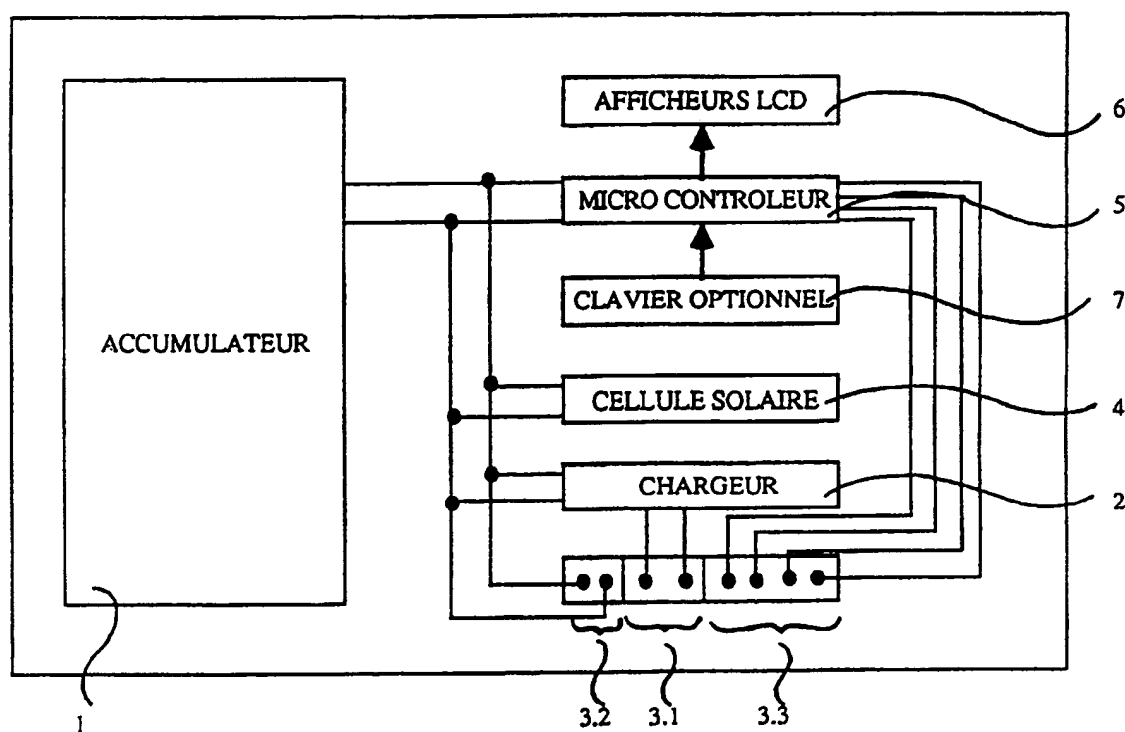 AFFICHEURS LCD
6
MICRO CONTROLEUR
5
CLAVIER OPTIONNEL
7
ACCUMULATEUR
CELLULE SOLAIRE
4
CHARGEUR
2
3.2
3.1
3.3
1